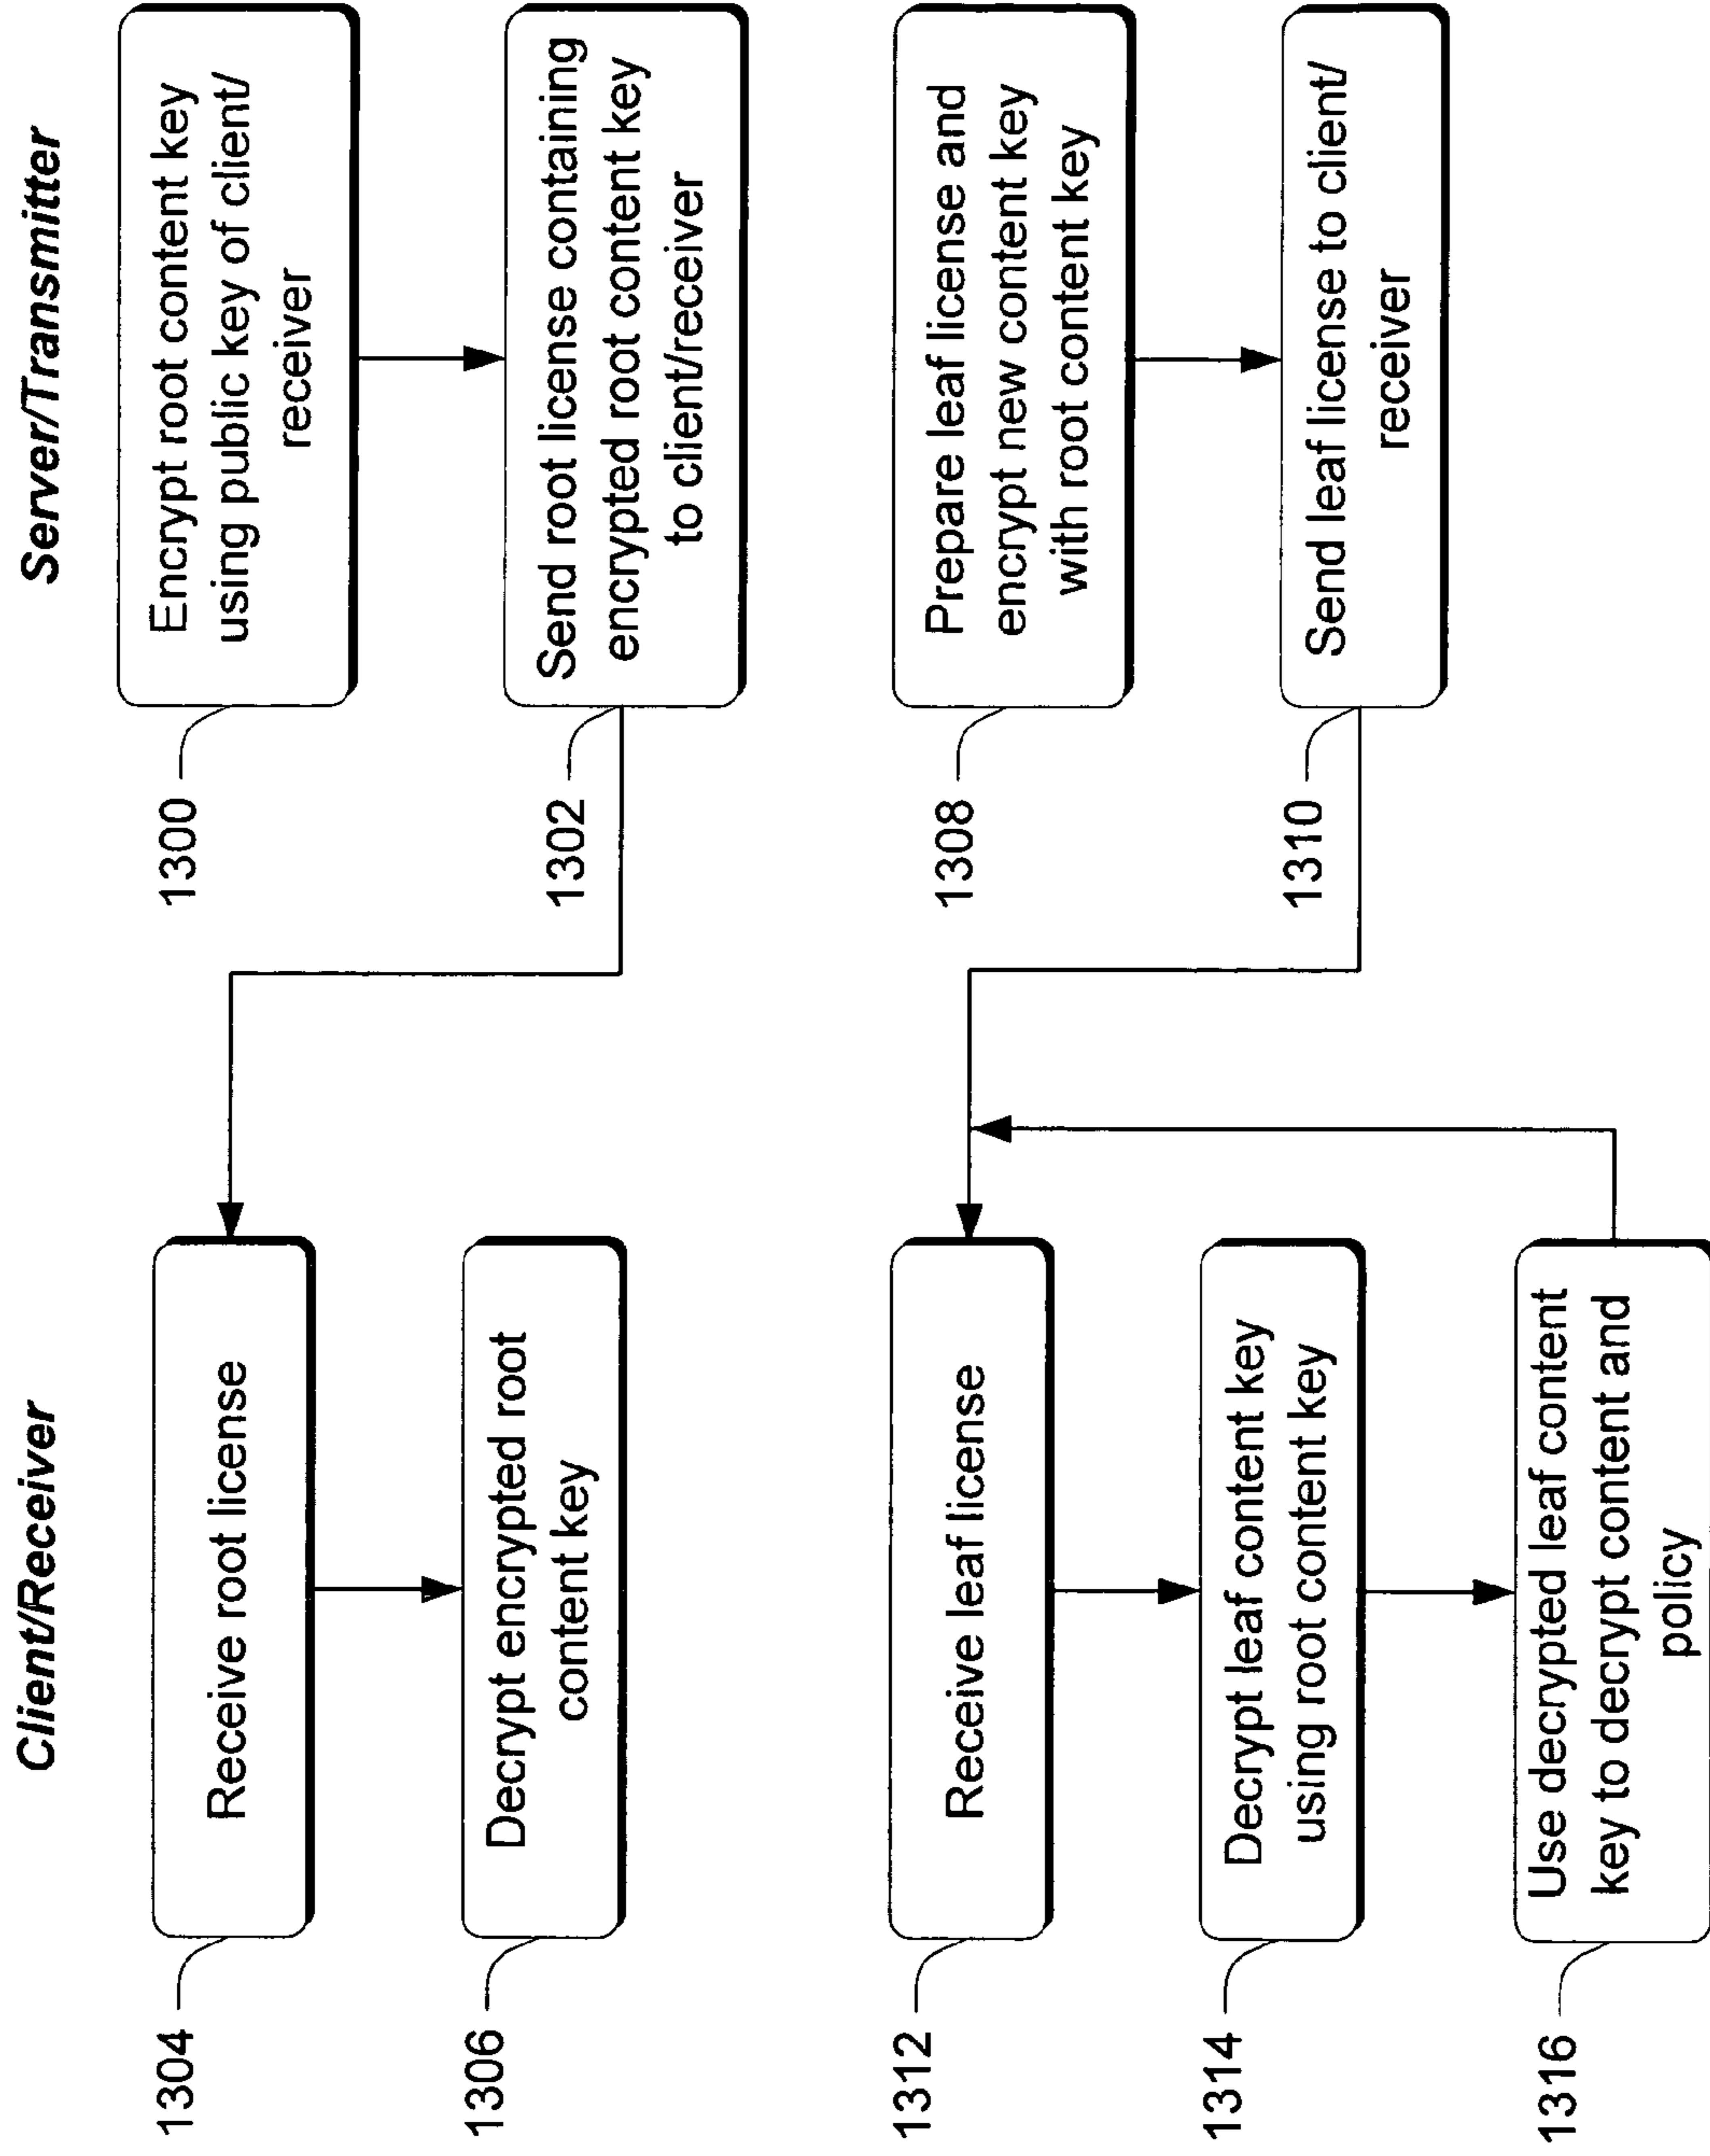 Client/Receiver
Server/Transmitter
1300
Encrypt root content key
using public key of client/
receiver
1302
Send root license containing
encrypted root content key
to client/receiver
1304
Receive root license
1306
Decrypt encrypted root
content key
1308
Prepare leaf license and
encrypt new content key
with root content key
1310
Send leaf license to client/
receiver
1312
Receive leaf license
1314
Decrypt leaf content key
using root content key
1316
Use decrypted leaf content
key to decrypt content and
policy